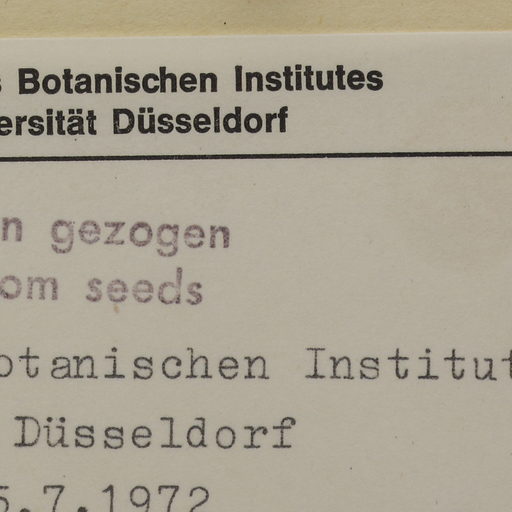 s Botanischen Institutes
ersität Düsseldorf
n gezogen
om seeds
otanischen Institut
Düsseldorf
5.7.1972